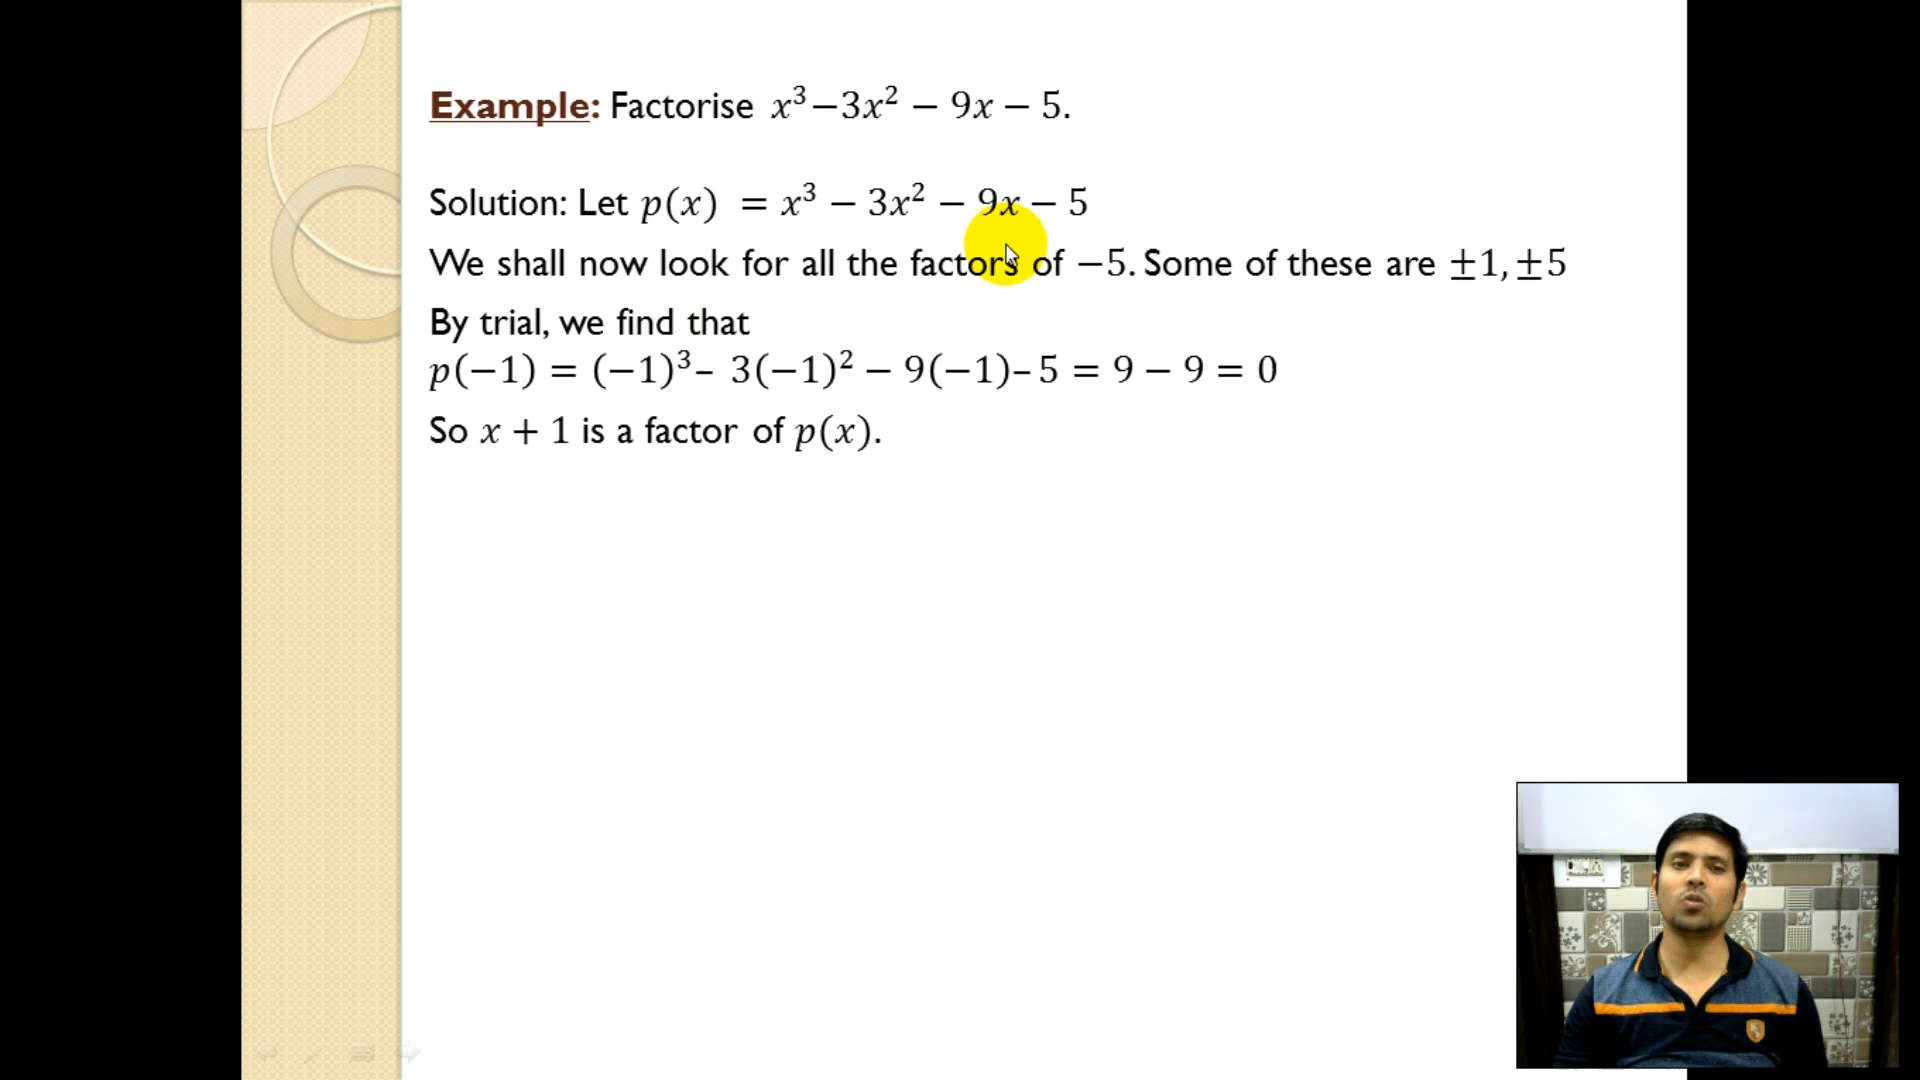 Example: Factorise x³−3x² − 9x − 5.
Solution: Let p(x) = x³ − 3x² − 9x − 5
We shall now look for all the factors of −5. Some of these are ±1, ±5
By trial, we find that
p(−1) = (−1)³– 3(−1)² − 9(−1)– 5 = 9 − 9 = 0
So x + 1 is a factor of p(x).